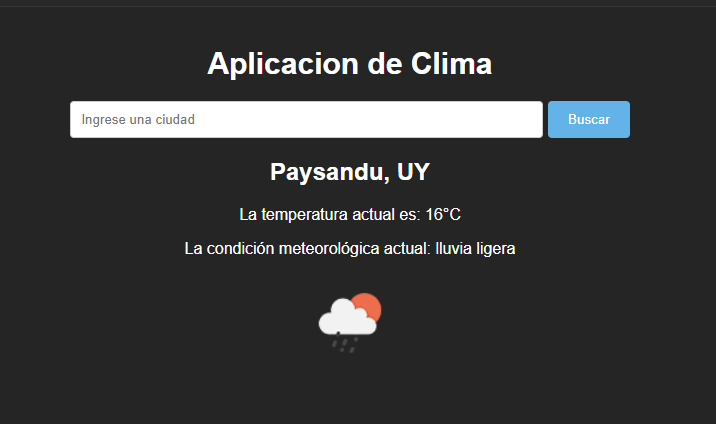 Aplicacion de Clima
Ingrese una ciudad
Buscar
Paysandu, UY
La temperatura actual es: 16°C
La condición meteorológica actual: lluvia ligera